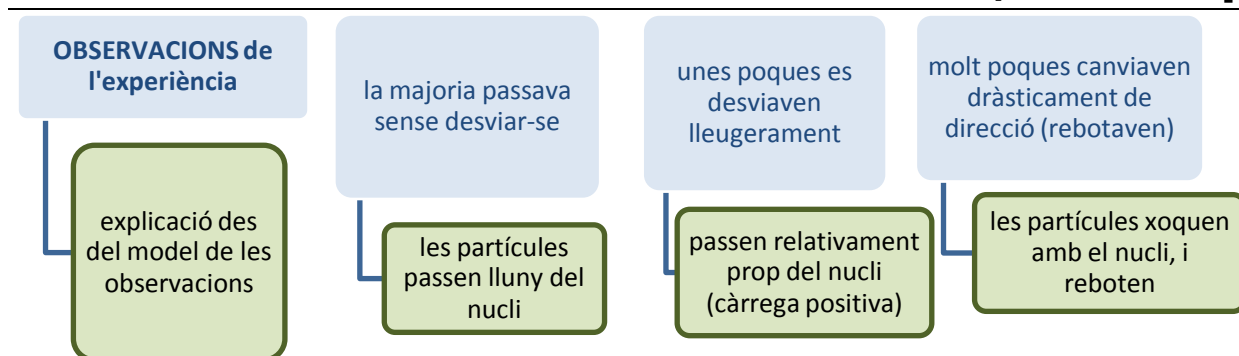 OBSERVACIONS de
l'experiència
explicació des
del model de les
observacions
la majoria passava
sense desviar-se
les partícules
passen lluny del
nucli
unes poques es
desviaven
lleugerament
passen relativament
prop del nucli
(càrrega positiva)
molt poques canviaven
dràsticament de
direcció (rebotaven)
les partícules xoquen
amb el nucli, i
reboten